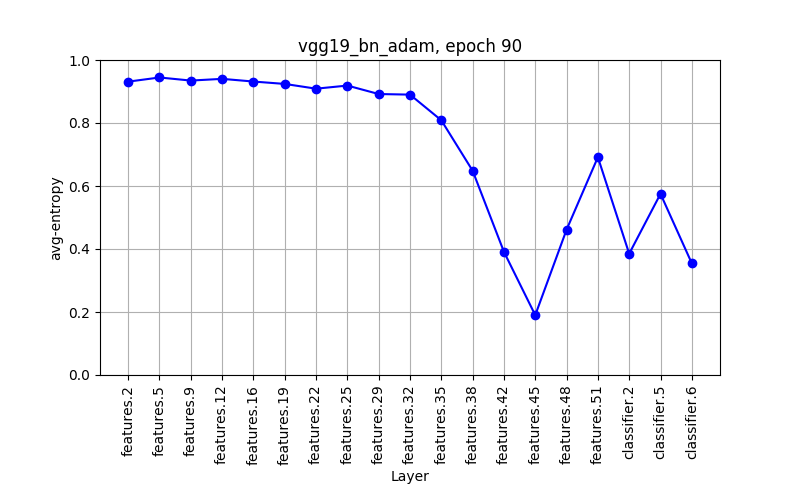 vgg19_bn_adam, epoch 90
1.0
0.8
0.6
0.4
0.2
0.0
avg-entropy
features.2
features.5
features.9
features.12
features.16
features.19
features.22
features.25
features.29
features.32
features.35
features.38
features.42
features.45
features.48
features.51
classifier.2
classifier.5
classifier.6
Layer